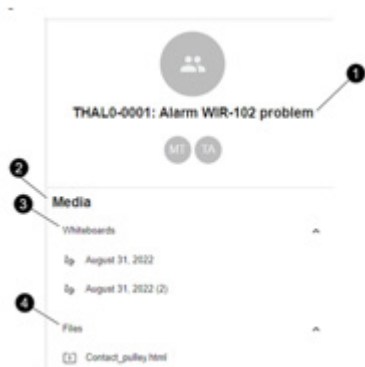 1
THAL0-0001: Alarm WIR-102 problem
MT TA
2
Media
3
Whiteboards
August 31, 2022
August 31, 2022 (2)
4
Files
Contact_pulley.html